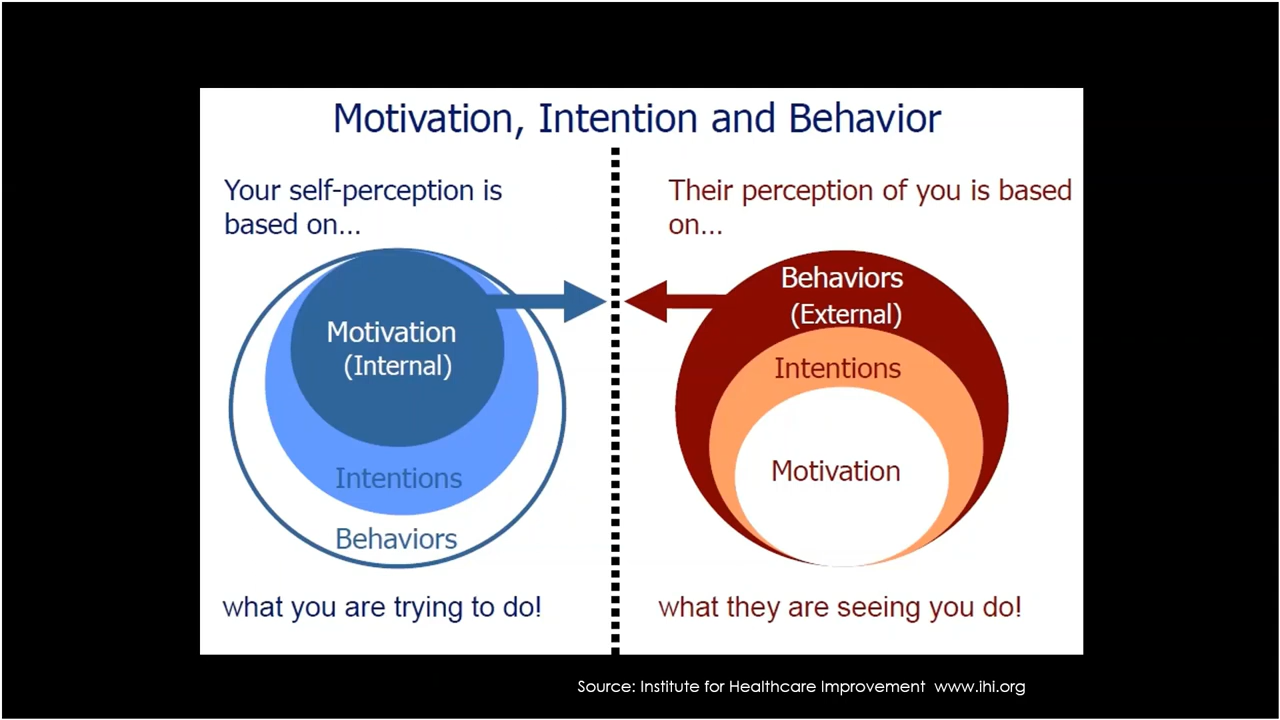 Motivation, Intention and Behavior
Your self-perception is
based on...
Motivation
(Internal)
Intentions
Behaviors
what you are trying to do!
Their perception of you is based
on...
Behaviors
(External)
Intentions
Motivation
what they are seeing you do!
Source: Institute for Healthcare Improvement www.ihi.org